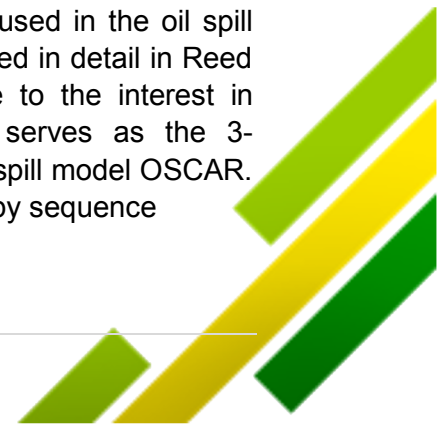 used in the oil spill
ed in detail in Reed
e to the interest in
serves as the 3-
spill model OSCAR.
by sequence